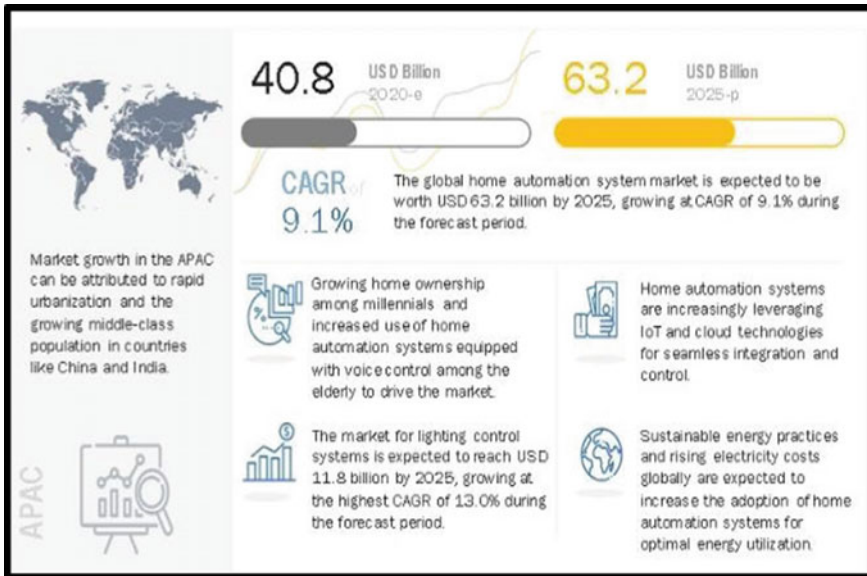 40.8
USD Billion
2020-e
63.2
USD Billion
2025-p
CAGR of
9.1%
The global home automation system market is expected to be
worth USD 63.2 billion by 2025, growing at CAGR of 9.1% during
the forecast period.
Market growth in the APAC
can be attributed to rapid
urbanization and the
growing middle-class
population in countries
like China and India.
APAC
Growing home ownership
among millennials and
increased use of home
automation systems equipped
with voice control among the
elderly to drive the market.
Home automation systems
are increasingly leveraging
IoT and cloud technologies
for seamless integration and
control.
The market for lighting control
systems is expected to reach USD
11.8 billion by 2025, growing at
the highest CAGR of 13.0% during
the forecast period.
Sustainable energy practices
and rising electricity costs
globally are expected to
increase the adoption of home
automation systems for
optimal energy utilization.